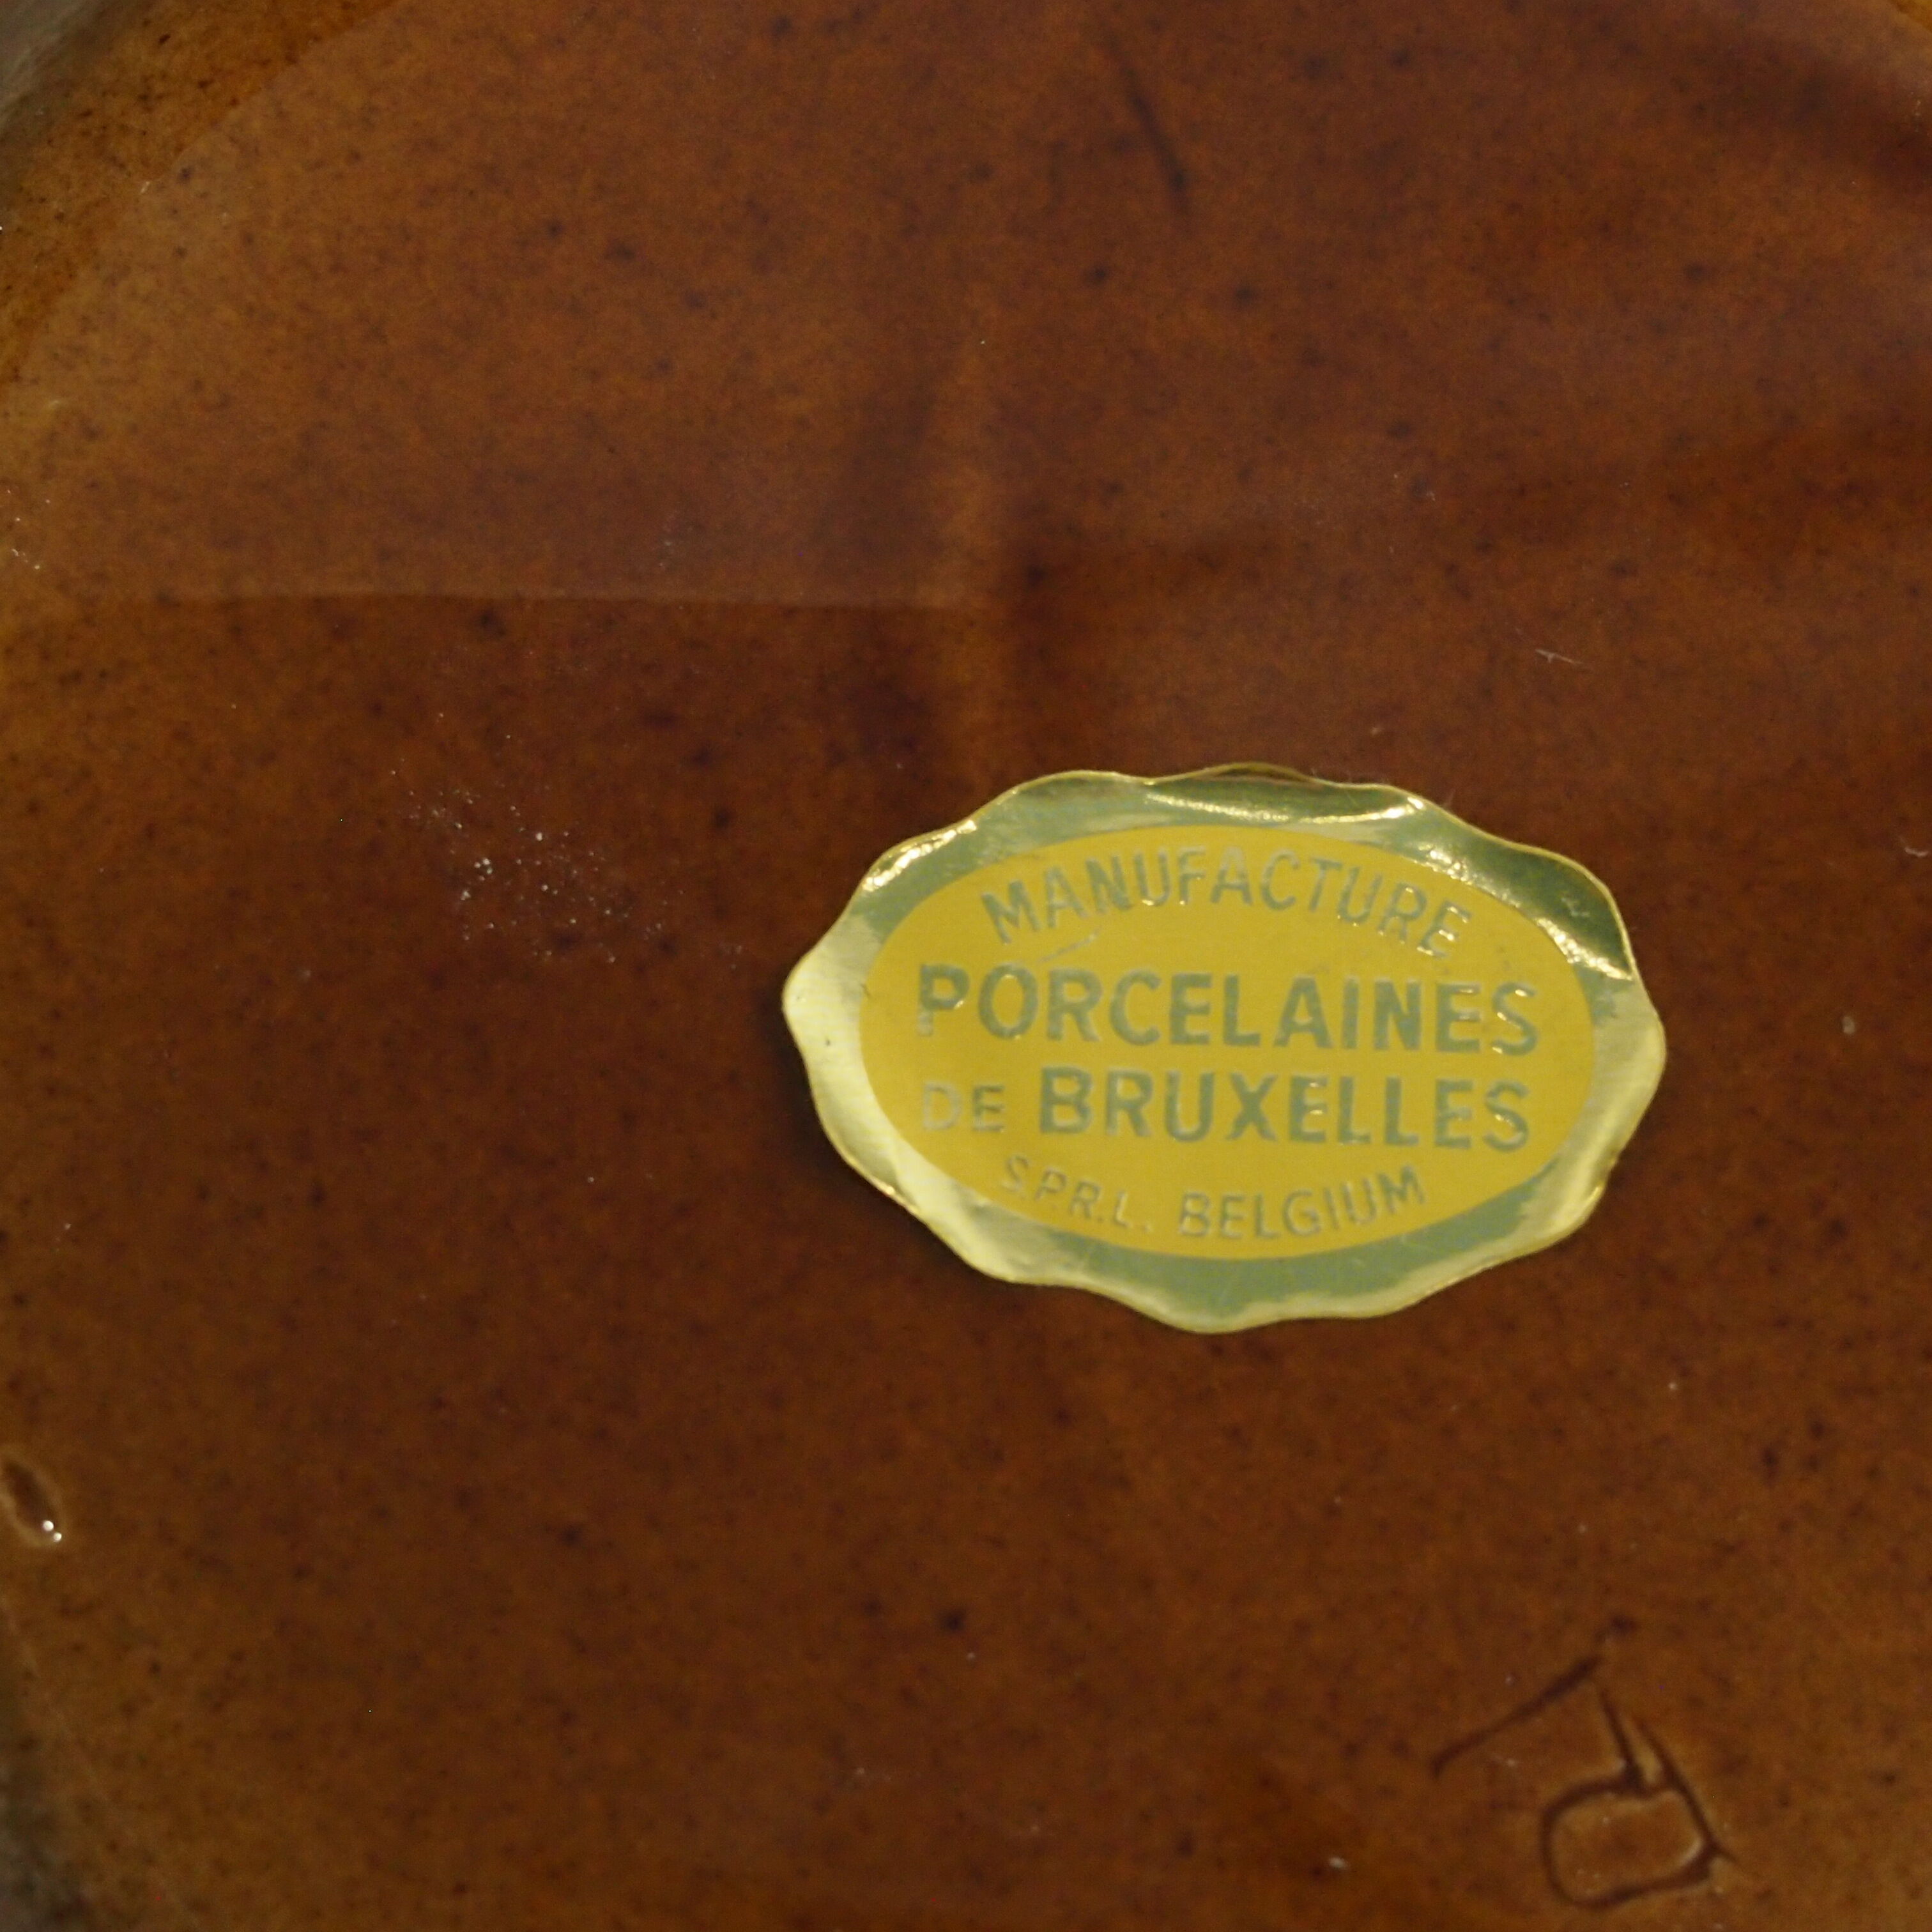 MANUFACTURE
PORCELAINES
DE BRUXELLES
S.P.R.L. BELGIUM